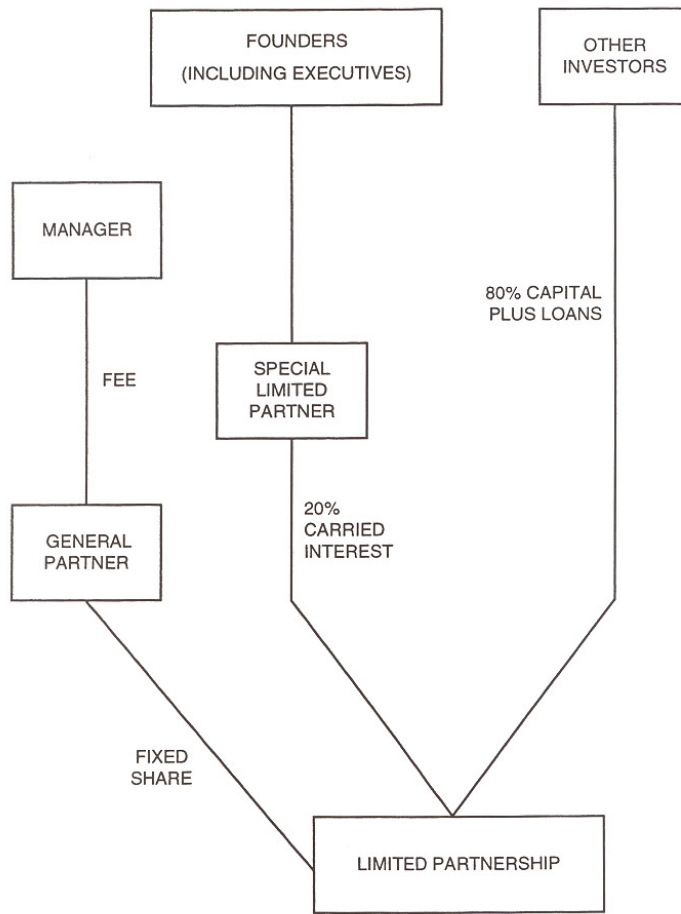 FOUNDERS
(INCLUDING EXECUTIVES)
OTHER
INVESTORS
MANAGER
80% CAPITAL
PLUS LOANS
SPECIAL
LIMITED
PARTNER
FEE
20%
CARRIED
INTEREST
GENERAL
PARTNER
FIXED
SHARE
LIMITED PARTNERSHIP